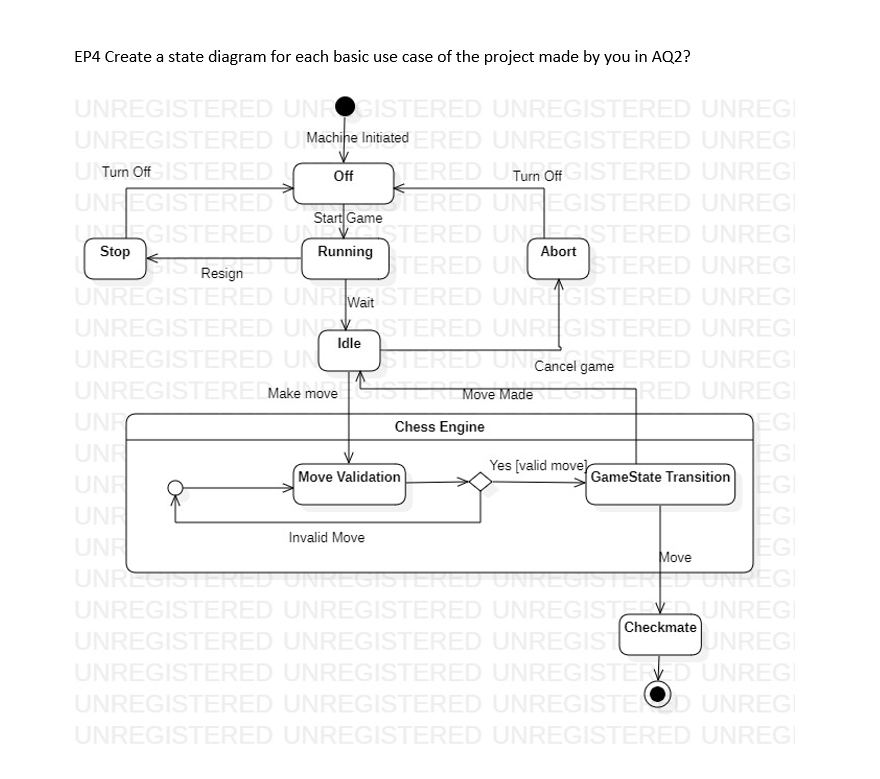 EP4 Create a state diagram for each basic use case of the project made by you in AQ2?
Machine Initiated
Turn Off
Off
Turn Off
Start Game
Stop
Running
Abort
Resign
Wait
Idle
Cancel game
Make move
Move Made
Chess Engine
Yes [valid move]
Move Validation
GameState Transition
Invalid Move
Move
Checkmate
UNREGISTERED UNREGISTERED UNREGISTERED UNREGI